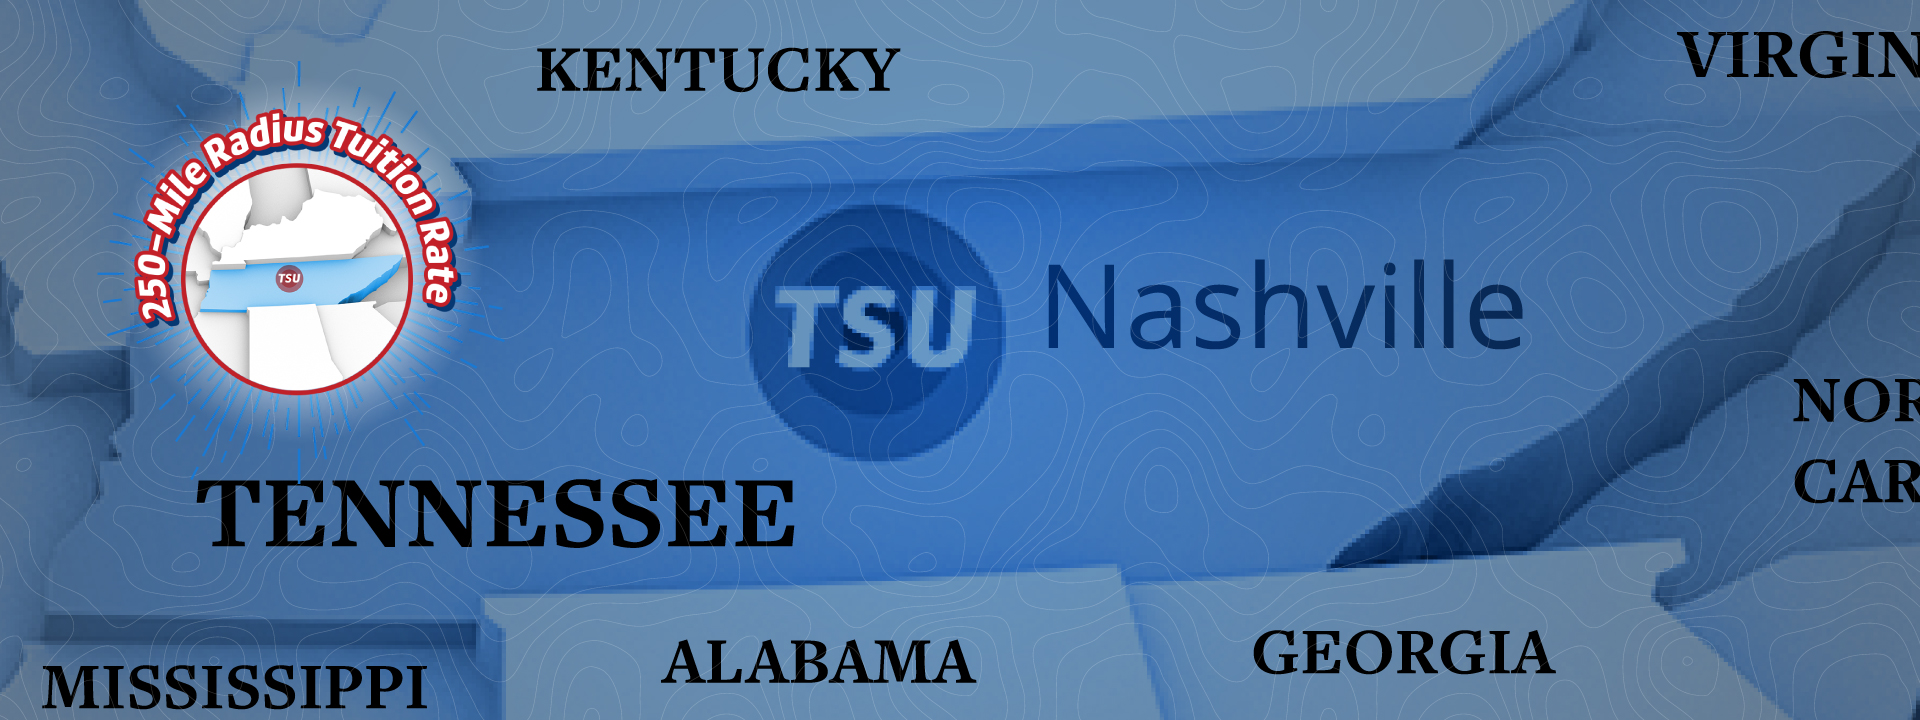 KENTUCKY
VIRGIN
250-Mile Radius Tuition Rate
TSU
TSU
Nashville
NOR
CAR
TENNESSEE
MISSISSIPPI
ALABAMA
GEORGIA